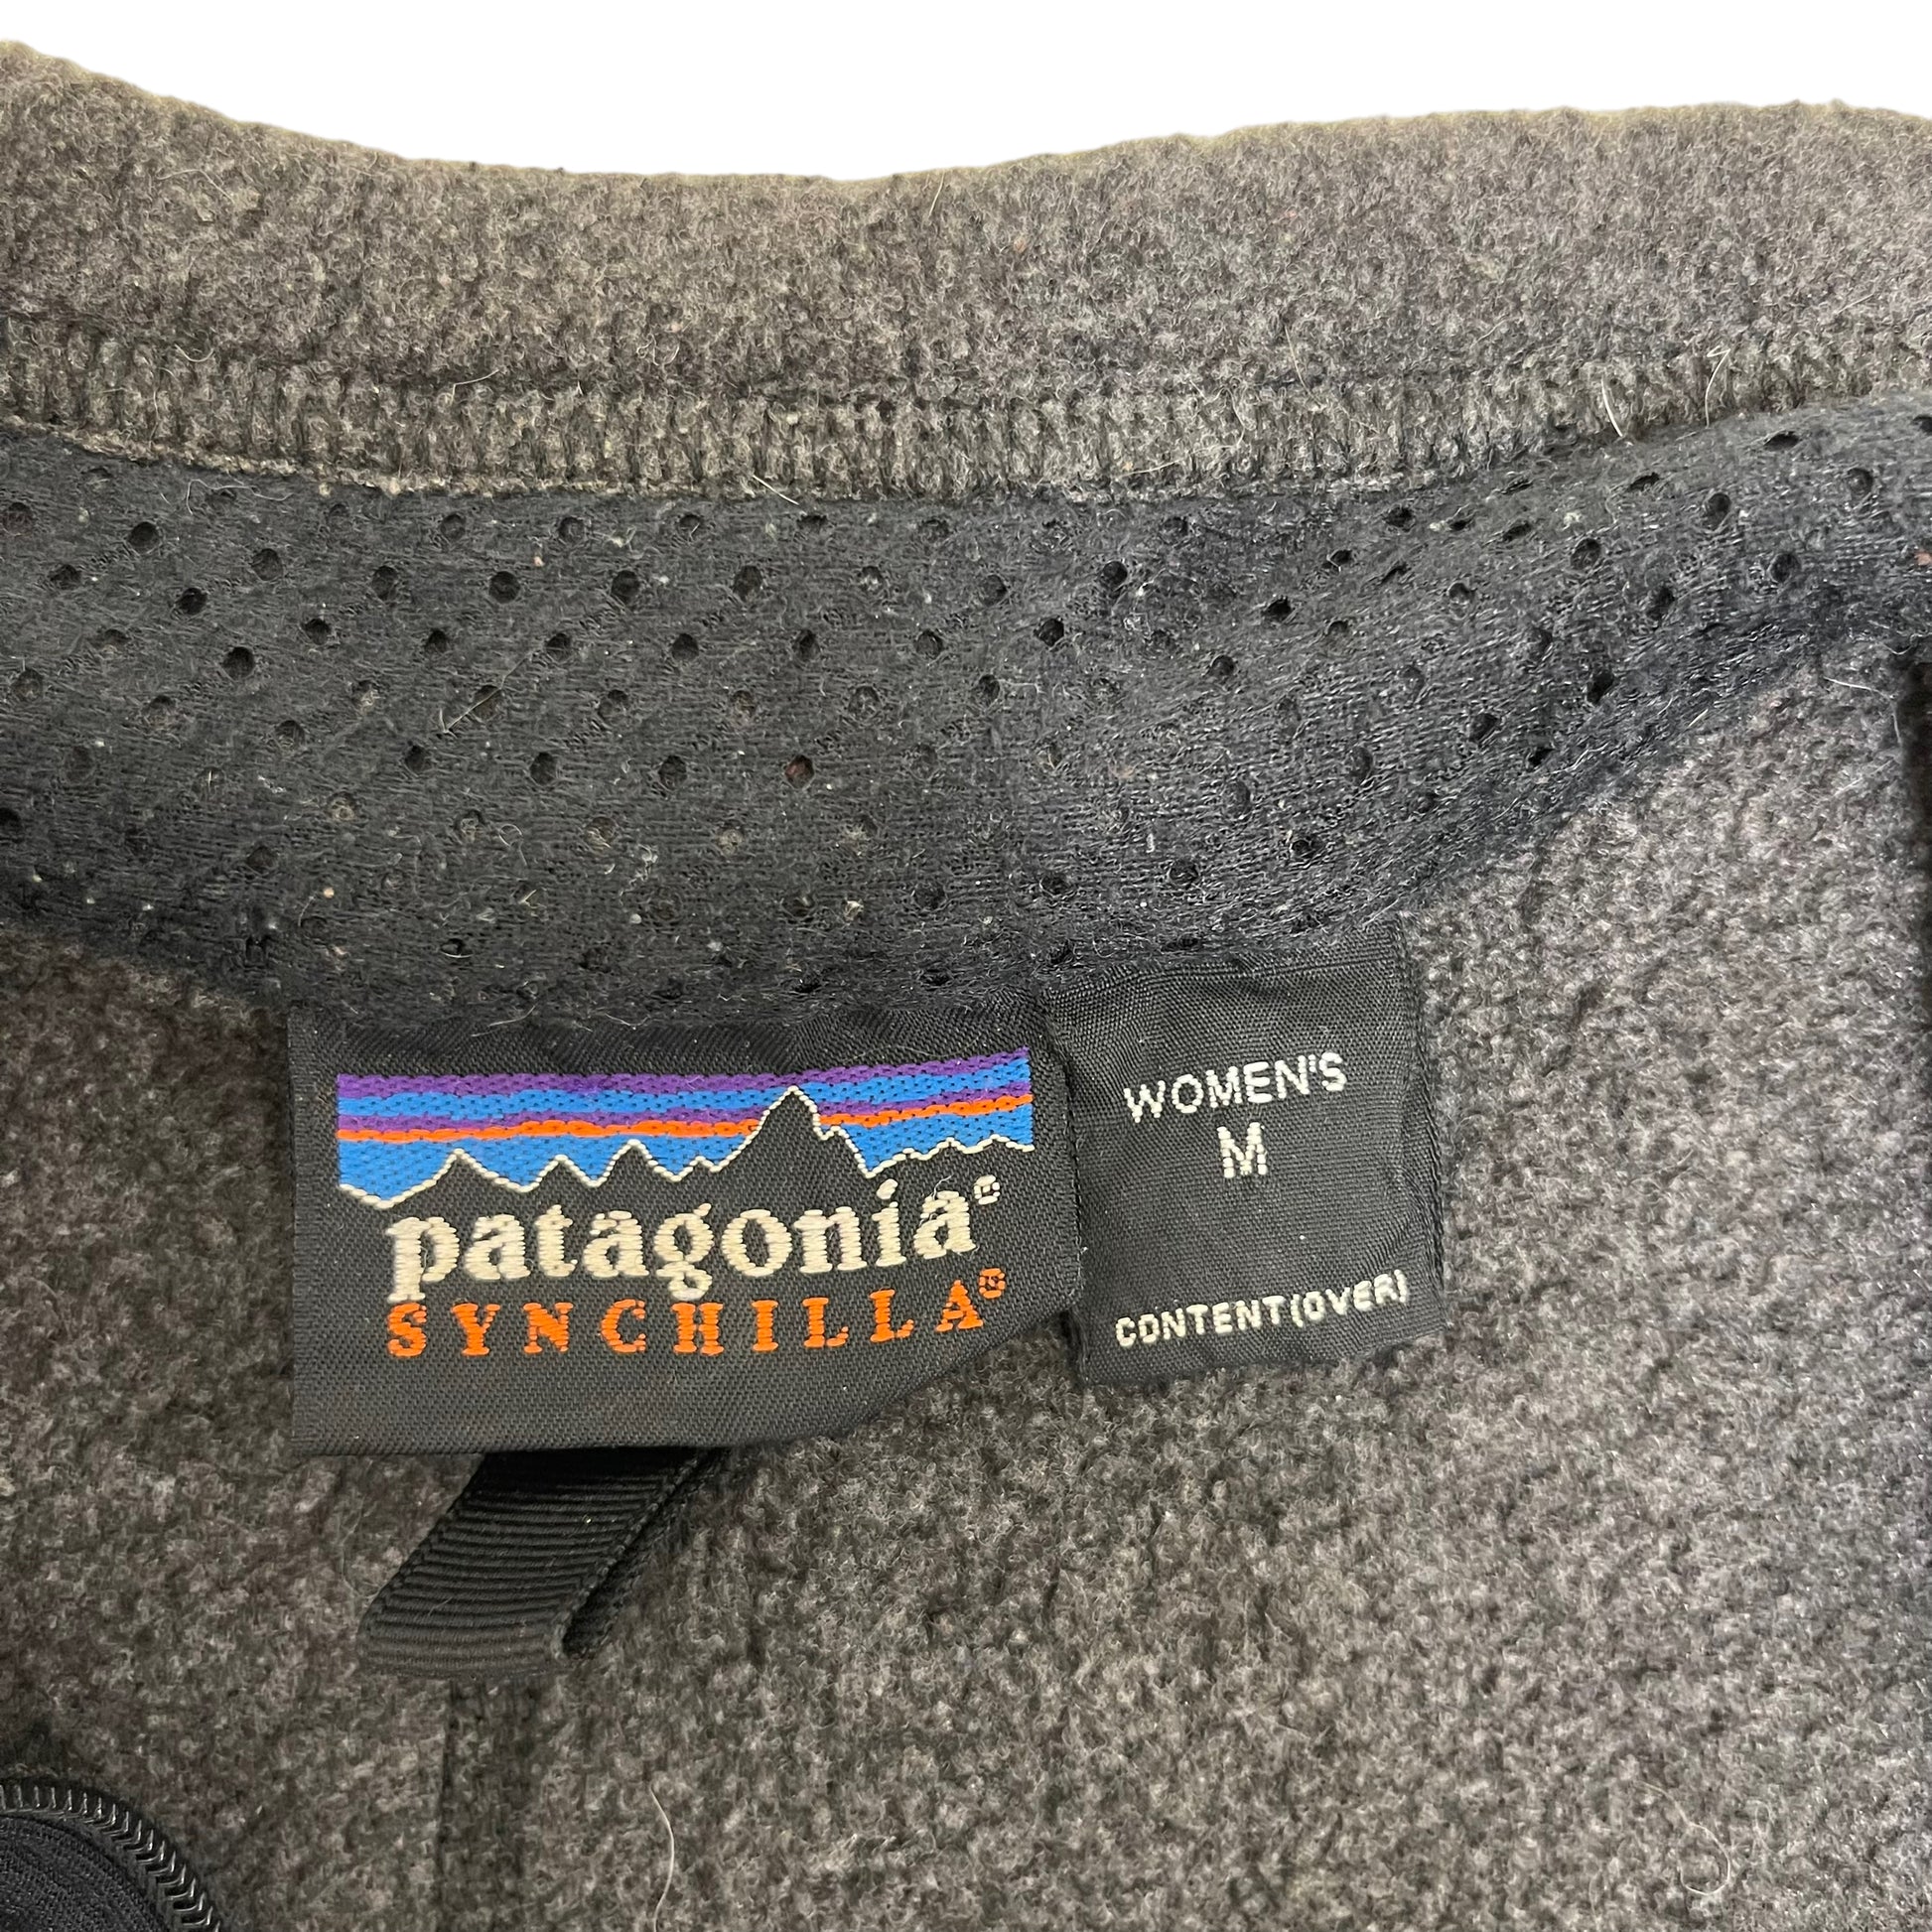 patagonia®
SYNCHILLA®
WOMEN'S
M
CONTENT(OVER)